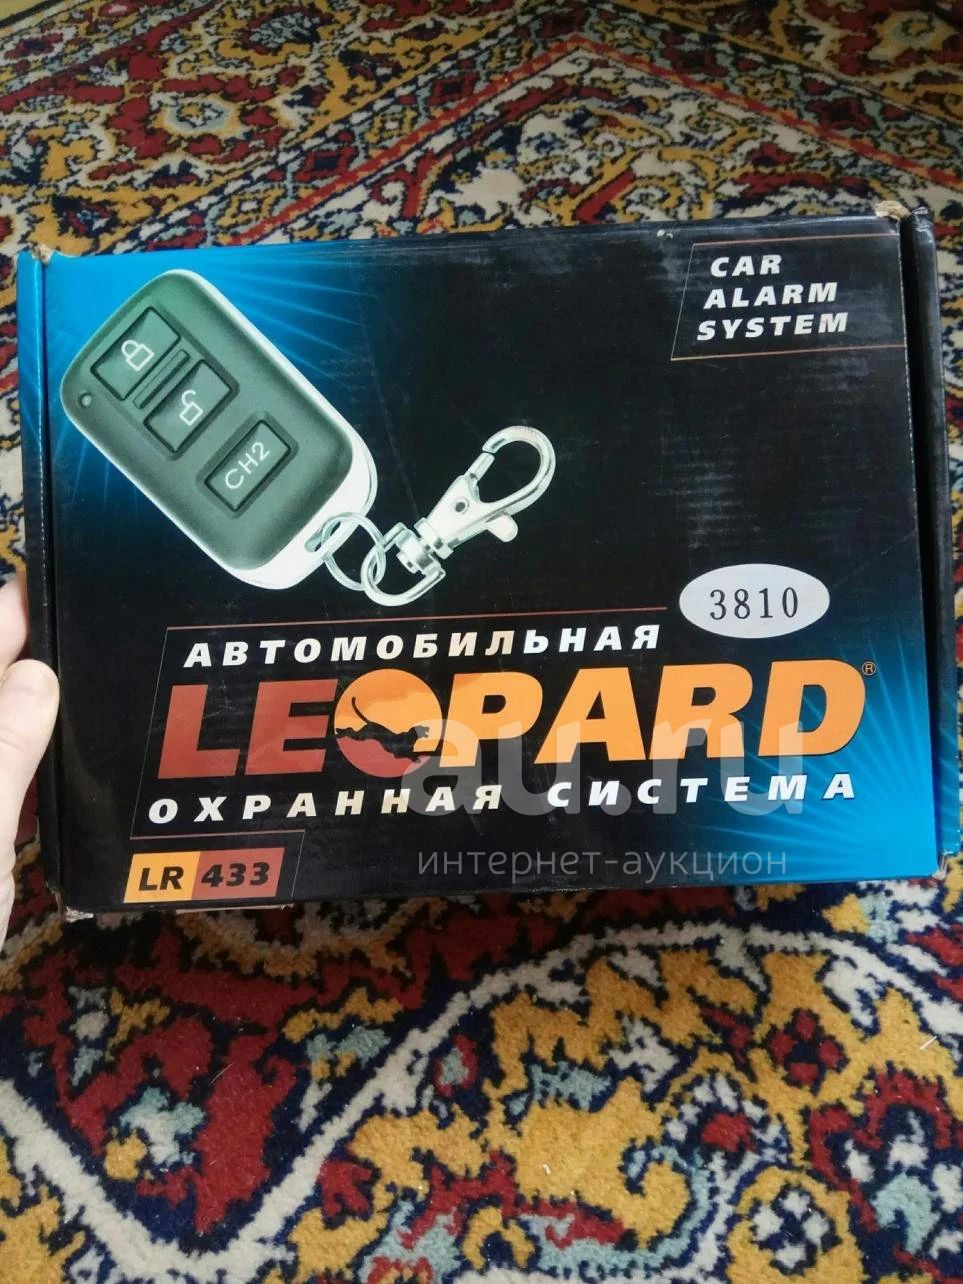 CAR
ALARM
SYSTEM
CH2
3810
АВТОМОБИЛЬНАЯ
LEOPARD®
ОХРАННАЯ СИСТЕМА
au.ru
интернет-аукцион
LR 433